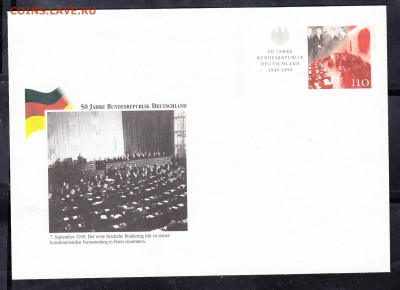 COINS.LAVE.RU
50 JAHRE
BUNDESREPUBLIK
DEUTSCHLAND
1949-1999
110
50 JAHRE BUNDESREPUBLIK DEUTSCHLAND
7. September 1949. Der erste Deutsche Bundestag tritt zu seiner
konstituierenden Versammlung in Bonn zusammen.